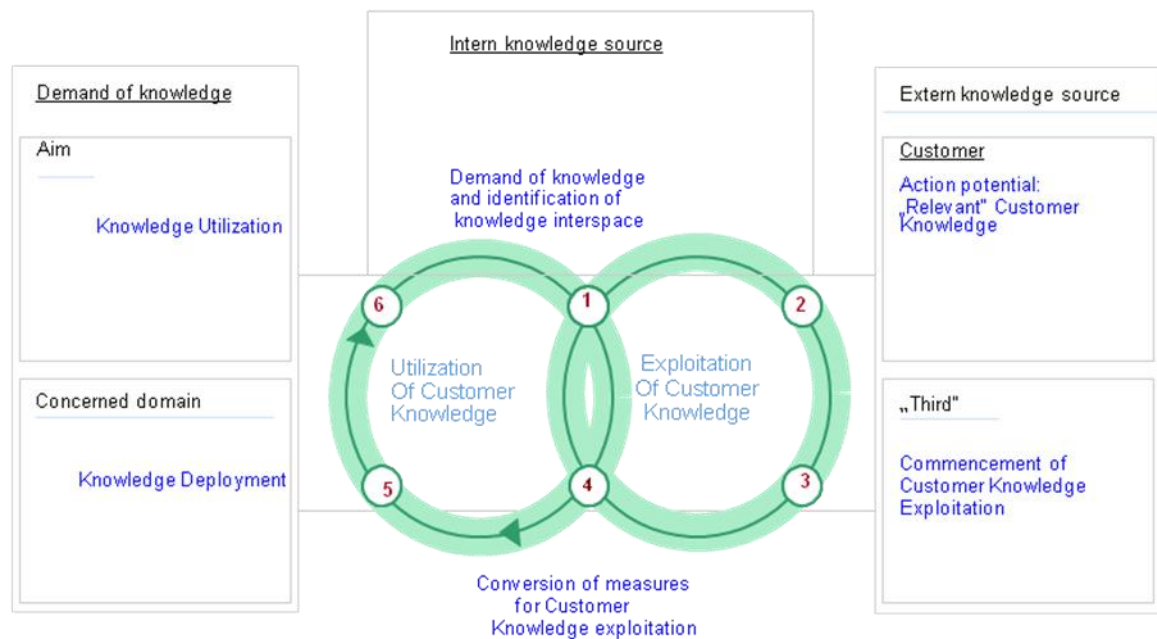 Intern knowledge source
Demand of knowledge
Aim
Knowledge Utilization
Concerned domain
Knowledge Deployment
Demand of knowledge
and identification of
knowledge interspace
6
1
2
Utilization
Of Customer
Knowledge
Exploitation
Of Customer
Knowledge
5
4
3
Conversion of measures
for Customer
Knowledge exploitation
Extern knowledge source
Customer
Action potential:
„Relevant" Customer
Knowledge
„Third"
Commencement of
Customer Knowledge
Exploitation